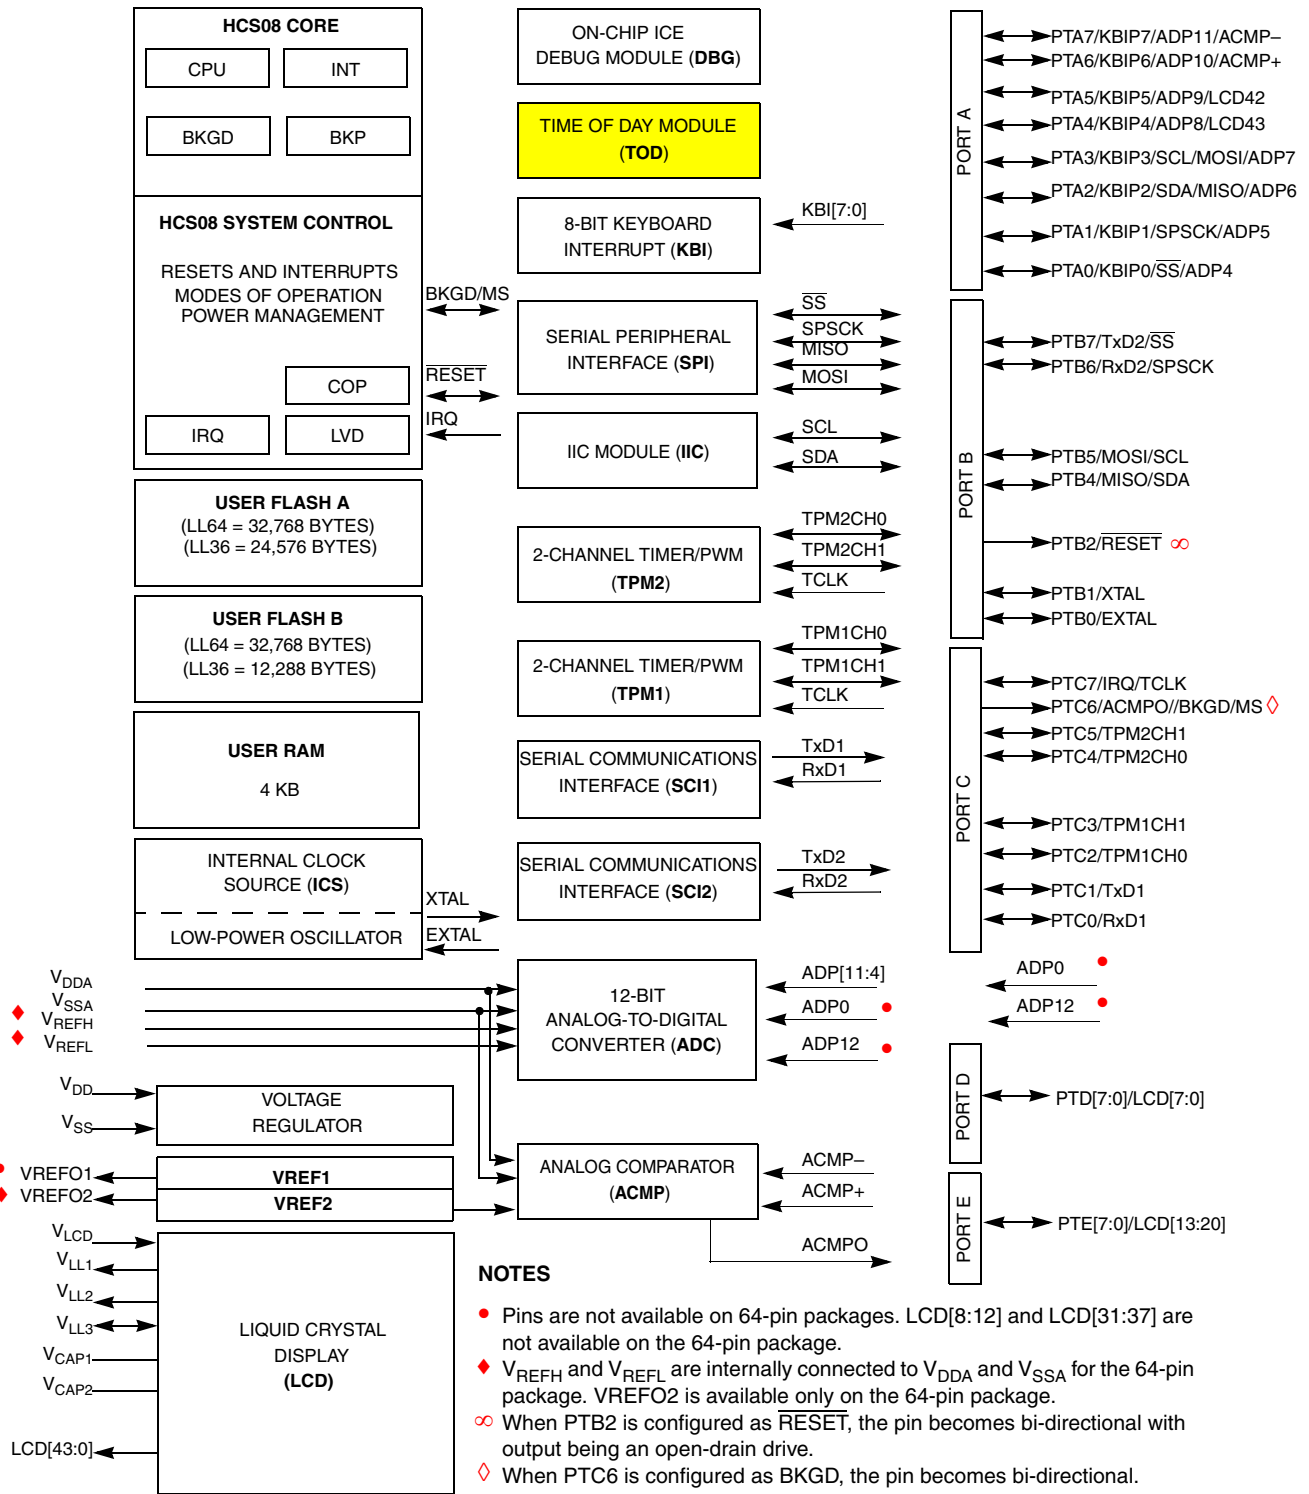 HCS08 CORE
CPU
INT
BKGD
BKP
HCS08 SYSTEM CONTROL
RESETS AND INTERRUPTS
MODES OF OPERATION
POWER MANAGEMENT
COP
IRQ
LVD
BKGD/MS
RESET
IRQ
USER FLASH A
(LL64 = 32,768 BYTES)
(LL36 = 24,576 BYTES)
USER FLASH B
(LL64 = 32,768 BYTES)
(LL36 = 12,288 BYTES)
USER RAM
4 KB
INTERNAL CLOCK
SOURCE (ICS)
LOW-POWER OSCILLATOR
XTAL
EXTAL
VDDA
VSSA
♦ VREFH
♦ VREFL
VDD
VSS
VOLTAGE
REGULATOR
• VREFO1
♦ VREFO2
VREF1
VREF2
VLCD
VLL1
VLL2
VLL3
VCAP1
VCAP2
LCD[43:0]
LIQUID CRYSTAL
DISPLAY
(LCD)
ON-CHIP ICE
DEBUG MODULE (DBG)
TIME OF DAY MODULE
(TOD)
8-BIT KEYBOARD
INTERRUPT (KBI)
KBI[7:0]
SERIAL PERIPHERAL
INTERFACE (SPI)
SS
SPSCK
MISO
MOSI
IIC MODULE (IIC)
SCL
SDA
2-CHANNEL TIMER/PWM
(TPM2)
TPM2CH0
TPM2CH1
TCLK
2-CHANNEL TIMER/PWM
(TPM1)
TPM1CH0
TPM1CH1
TCLK
SERIAL COMMUNICATIONS
INTERFACE (SCI1)
TxD1
RxD1
SERIAL COMMUNICATIONS
INTERFACE (SCI2)
TxD2
RxD2
12-BIT
ANALOG-TO-DIGITAL
CONVERTER (ADC)
ADP[11:4]
ADP0 •
ADP12 •
ANALOG COMPARATOR
(ACMP)
ACMP–
ACMP+
ACMPO
PORT A
PTA7/KBIP7/ADP11/ACMP–
PTA6/KBIP6/ADP10/ACMP+
PTA5/KBIP5/ADP9/LCD42
PTA4/KBIP4/ADP8/LCD43
PTA3/KBIP3/SCL/MOSI/ADP7
PTA2/KBIP2/SDA/MISO/ADP6
PTA1/KBIP1/SPSCK/ADP5
PTA0/KBIP0/SS/ADP4
PORT B
PTB7/TxD2/SS
PTB6/RxD2/SPSCK
PTB5/MOSI/SCL
PTB4/MISO/SDA
PTB2/RESET ∞
PTB1/XTAL
PTB0/EXTAL
PORT C
PTC7/IRQ/TCLK
PTC6/ACMPO//BKGD/MS ◊
PTC5/TPM2CH1
PTC4/TPM2CH0
PTC3/TPM1CH1
PTC2/TPM1CH0
PTC1/TxD1
PTC0/RxD1
ADP0 •
ADP12 •
PORT D
PTD[7:0]/LCD[7:0]
PORT E
PTE[7:0]/LCD[13:20]
NOTES
• Pins are not available on 64-pin packages. LCD[8:12] and LCD[31:37] are
not available on the 64-pin package.
♦ VREFH and VREFL are internally connected to VDDA and VSSA for the 64-pin
package. VREFO2 is available only on the 64-pin package.
∞ When PTB2 is configured as RESET, the pin becomes bi-directional with
output being an open-drain drive.
◊ When PTC6 is configured as BKGD, the pin becomes bi-directional.